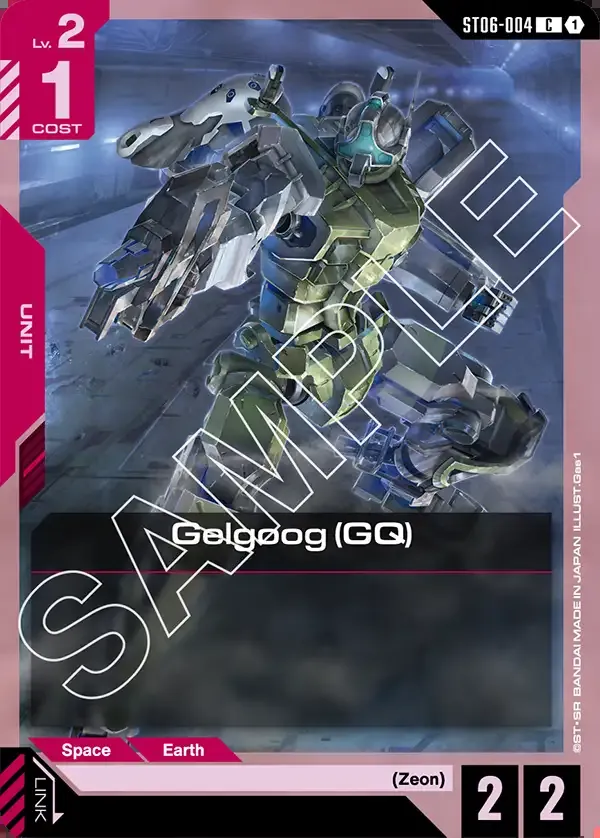 Lv. 2
ST06-004 C 1
1
COST
UNIT
SAMPLE
Gelgoog (GQ)
©ST・SR BANDAI MADE IN JAPAN ILLUST.Gas1
Space Earth
LINK
(Zeon)
2 2